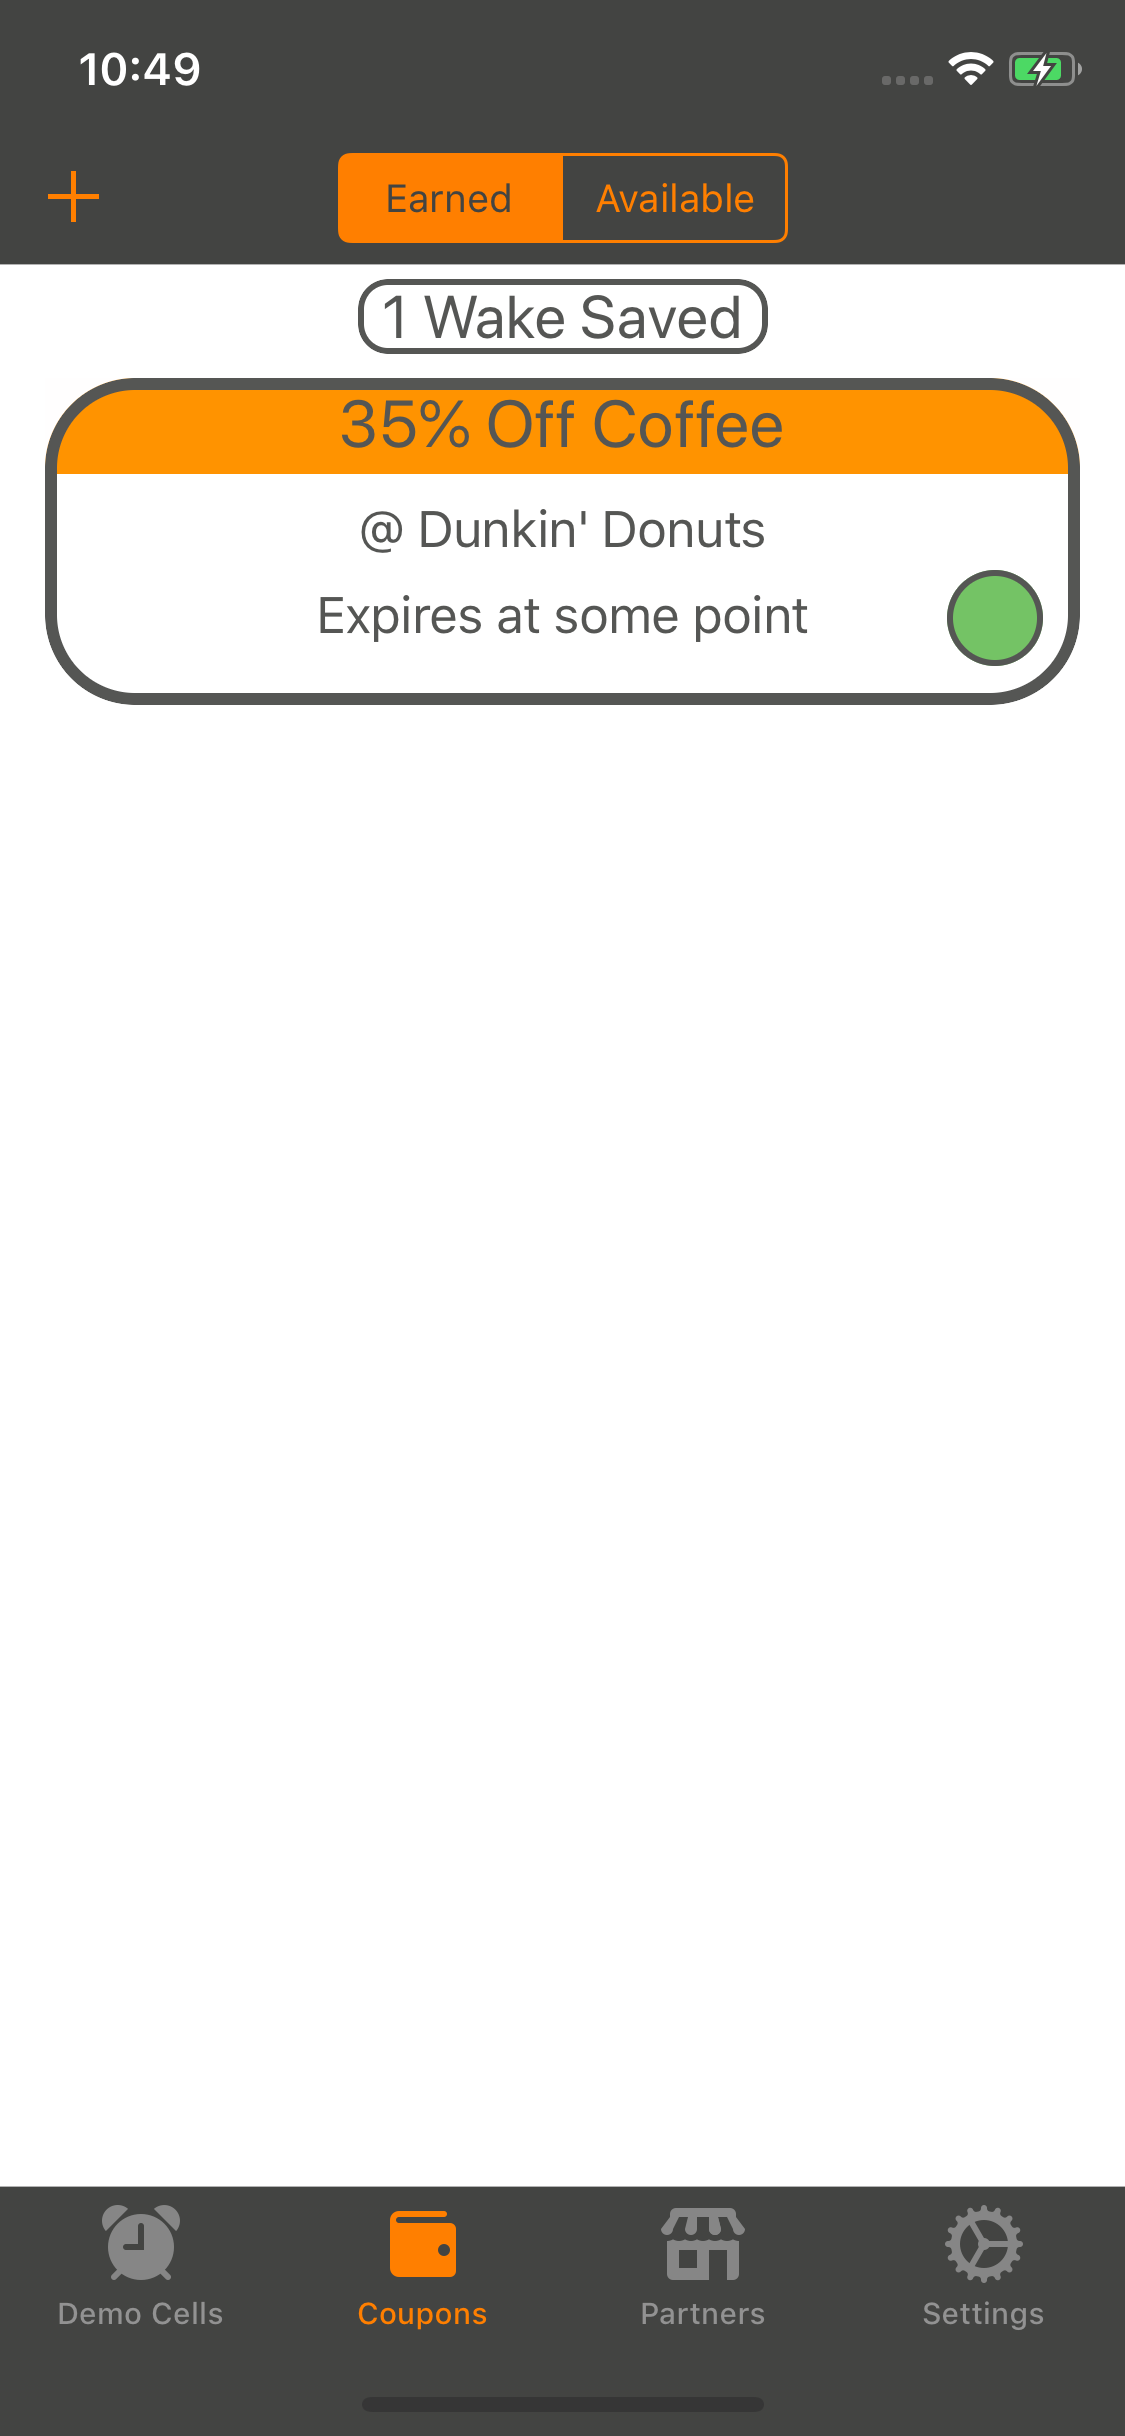 10:49
Earned
Available
1 Wake Saved
35% Off Coffee
@ Dunkin' Donuts
Expires at some point
Demo Cells
Coupons
Partners
Settings